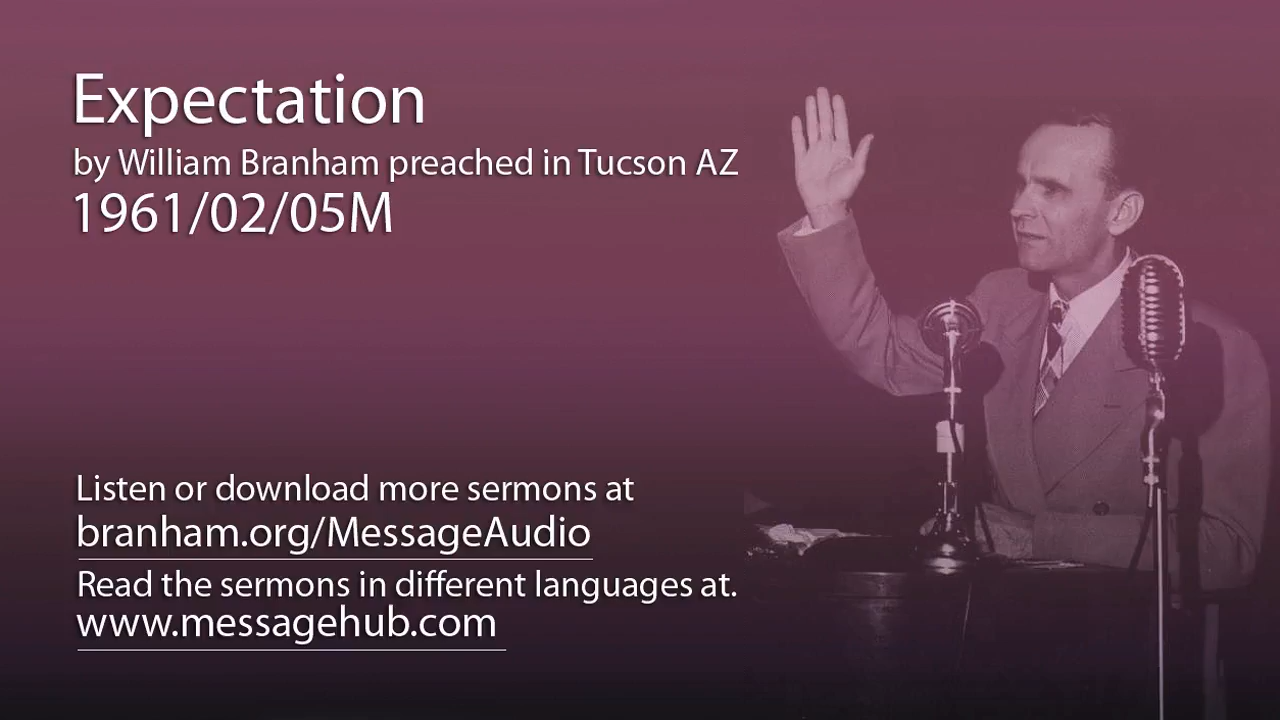 Expectation
by William Branham preached in Tucson AZ
1961/02/05M
Listen or download more sermons at
branham.org/MessageAudio
Read the sermons in different languages at.
www.messagehub.com